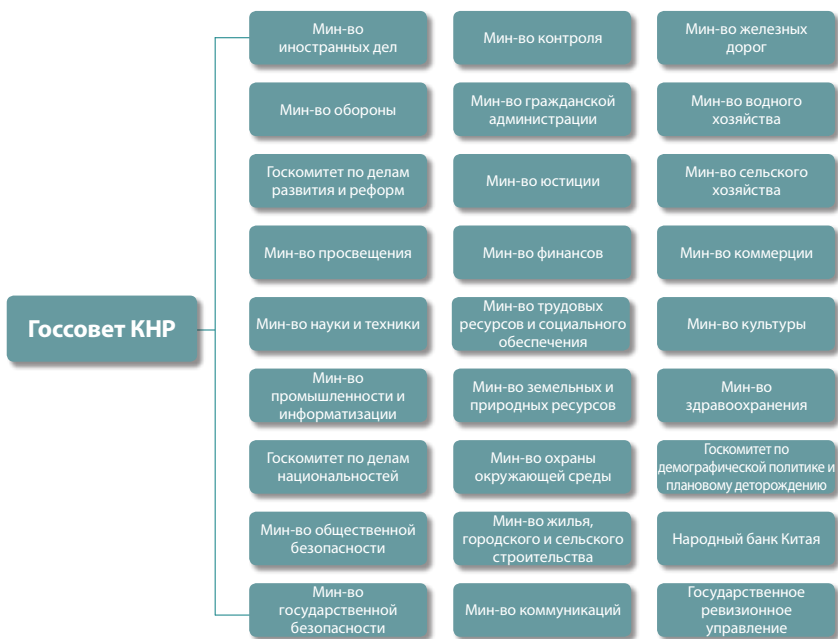 Госсовет КНР
Мин-во
иностранных дел
Мин-во обороны
Госкомитет по делам
развития и реформ
Мин-во просвещения
Мин-во науки и техники
Мин-во
промышленности и
информатизации
Госкомитет по делам
национальностей
Мин-во общественной
безопасности
Мин-во
государственной
безопасности
Мин-во контроля
Мин-во гражданской
администрации
Мин-во юстиции
Мин-во финансов
Мин-во трудовых
ресурсов и социального
обеспечения
Мин-во земельных и
природных ресурсов
Мин-во охраны
окружающей среды
Мин-во жилья,
городского и сельского
строительства
Мин-во коммуникаций
Мин-во железных
дорог
Мин-во водного
хозяйства
Мин-во сельского
хозяйства
Мин-во коммерции
Мин-во культуры
Мин-во
здравоохранения
Госкомитет по
демографической политике и
плановому деторождению
Народный банк Китая
Государственное
ревизионное
управление